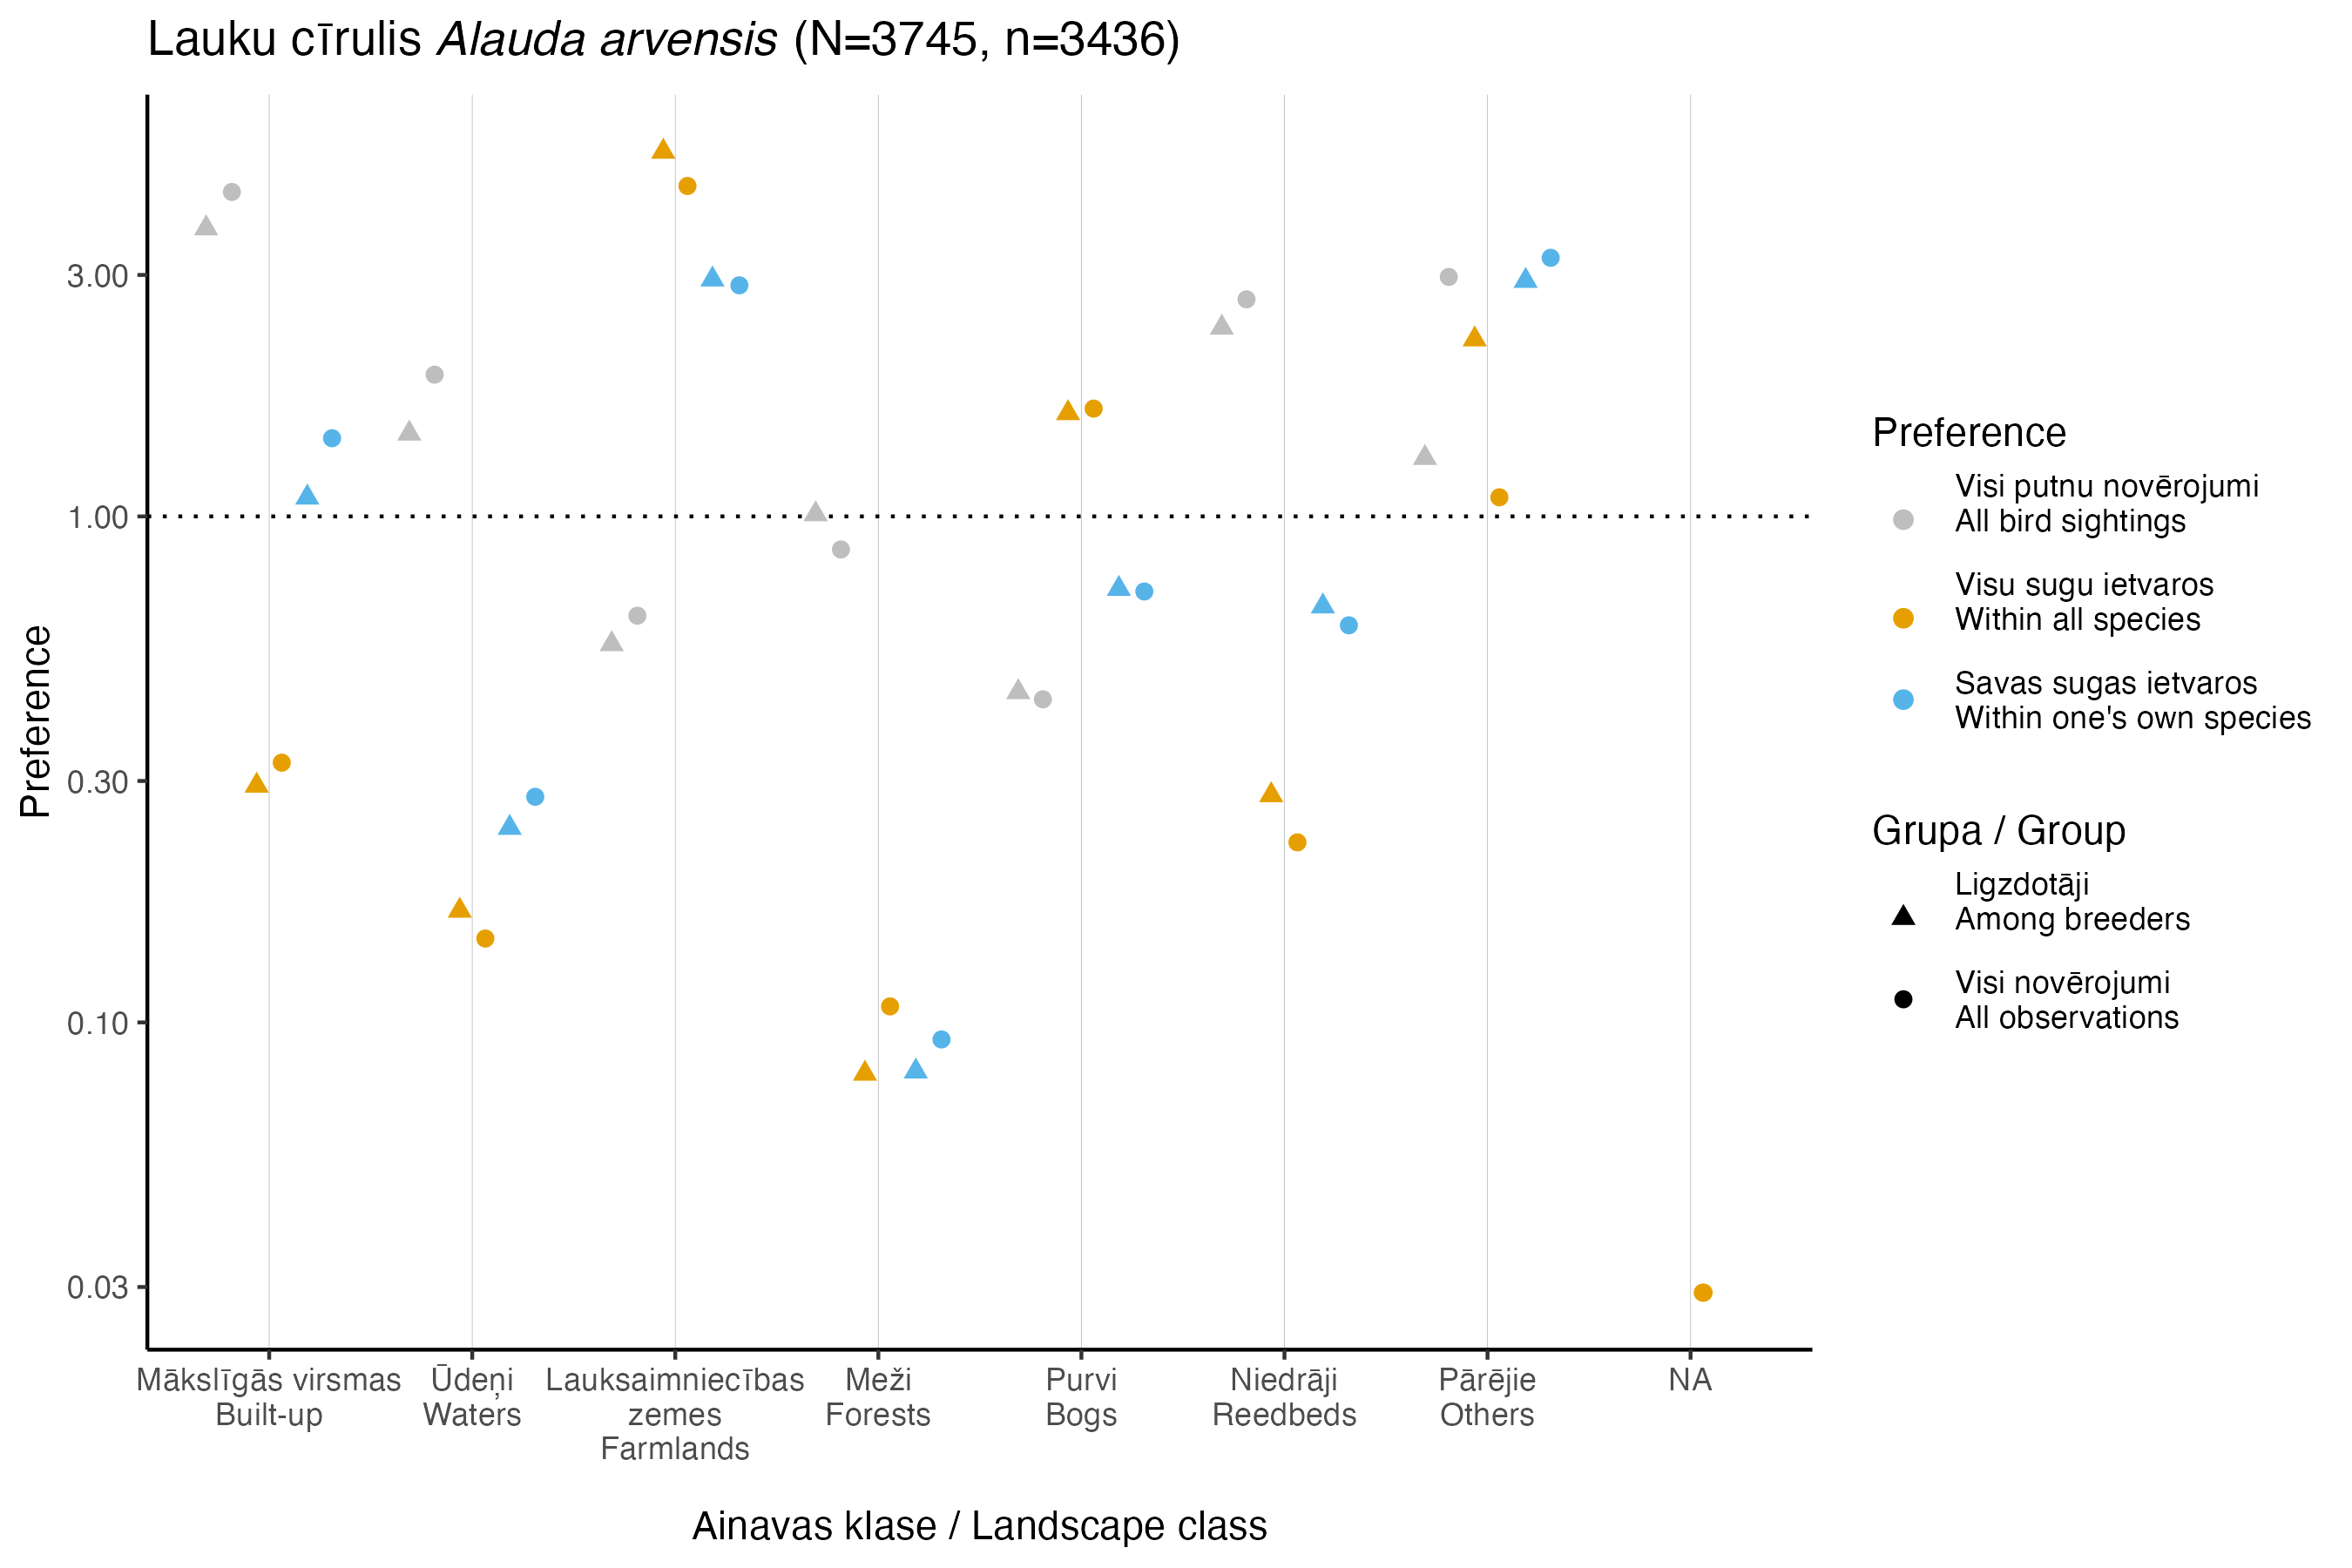 Lauku cīrulis Alauda arvensis (N=3745, n=3436)
Preference
3.00
1.00
0.30
0.10
0.03
Mākslīgās virsmas
Built-up
Ūdeņi
Waters
Lauksaimniecības
zemes
Farmlands
Meži
Forests
Purvi
Bogs
Niedrāji
Reedbeds
Pārējie
Others
NA
Ainavas klase / Landscape class
Preference
Visi putnu novērojumi
All bird sightings
Visu sugu ietvaros
Within all species
Savas sugas ietvaros
Within one's own species
Grupa / Group
Ligzdotāji
Among breeders
Visi novērojumi
All observations